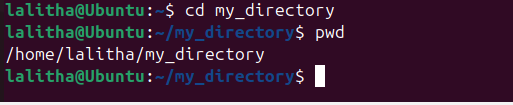 lalitha@Ubuntu:~$ cd my_directory
lalitha@Ubuntu:~/my_directory$ pwd
/home/lalitha/my_directory
lalitha@Ubuntu:~/my_directory$